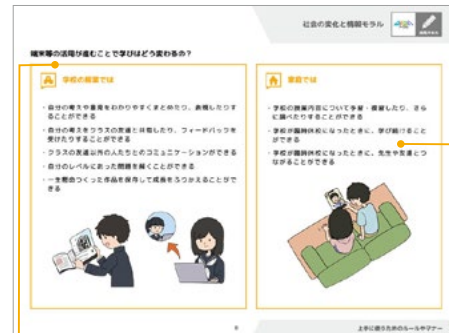 社会の変化と情報モラル
端末等の活用が進むことで学びはどう変わるの？
学校の授業では
・自分の考えや意見をわかりやすくまとめたり、表現したりす
ることができる
・自分の考えをクラスの友達と共有したり、フィードバックを
受けたりすることができる
・クラスの友達以外の人たちとのコミュニケーションができる
・自分のレベルにあった問題を解くことができる
・一生懸命つくった作品を保存して成長をふりかえることがで
きる
家庭では
・学校の授業内容について予習・復習したり、さら
に調べたりすることができる
・学校が臨時休校になったときに、学び続けること
ができる
・学校が臨時休校になったときに、先生や友達とつ
ながることができる
上手に使うためのルールやマナー